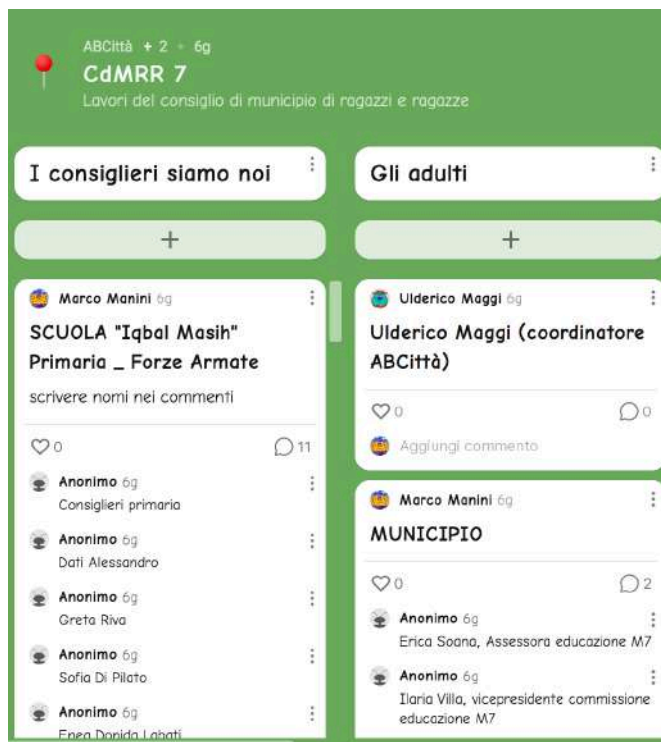 ABCittà + 2 • 6g
CdMRR 7
Lavori del consiglio di municipio di ragazzi e ragazze
I consiglieri siamo noi
+
Marco Manini 6g
SCUOLA "Iqbal Masih"
Primaria _ Forze Armate
scrivere nomi nei commenti
0
11
Anonimo 6g
Consiglieri primaria
Anonimo 6g
Dati Alessandro
Anonimo 6g
Greta Riva
Anonimo 6g
Sofia Di Pilato
Anonimo 6g
Enea Donida Labati
Gli adulti
+
Ulderico Maggi 6g
Ulderico Maggi (coordinatore
ABCittà)
0
0
Aggiungi commento
Marco Manini 6g
MUNICIPIO
0
2
Anonimo 6g
Erica Soana, Assessora educazione M7
Anonimo 6g
Ilaria Villa, vicepresidente commissione
educazione M7